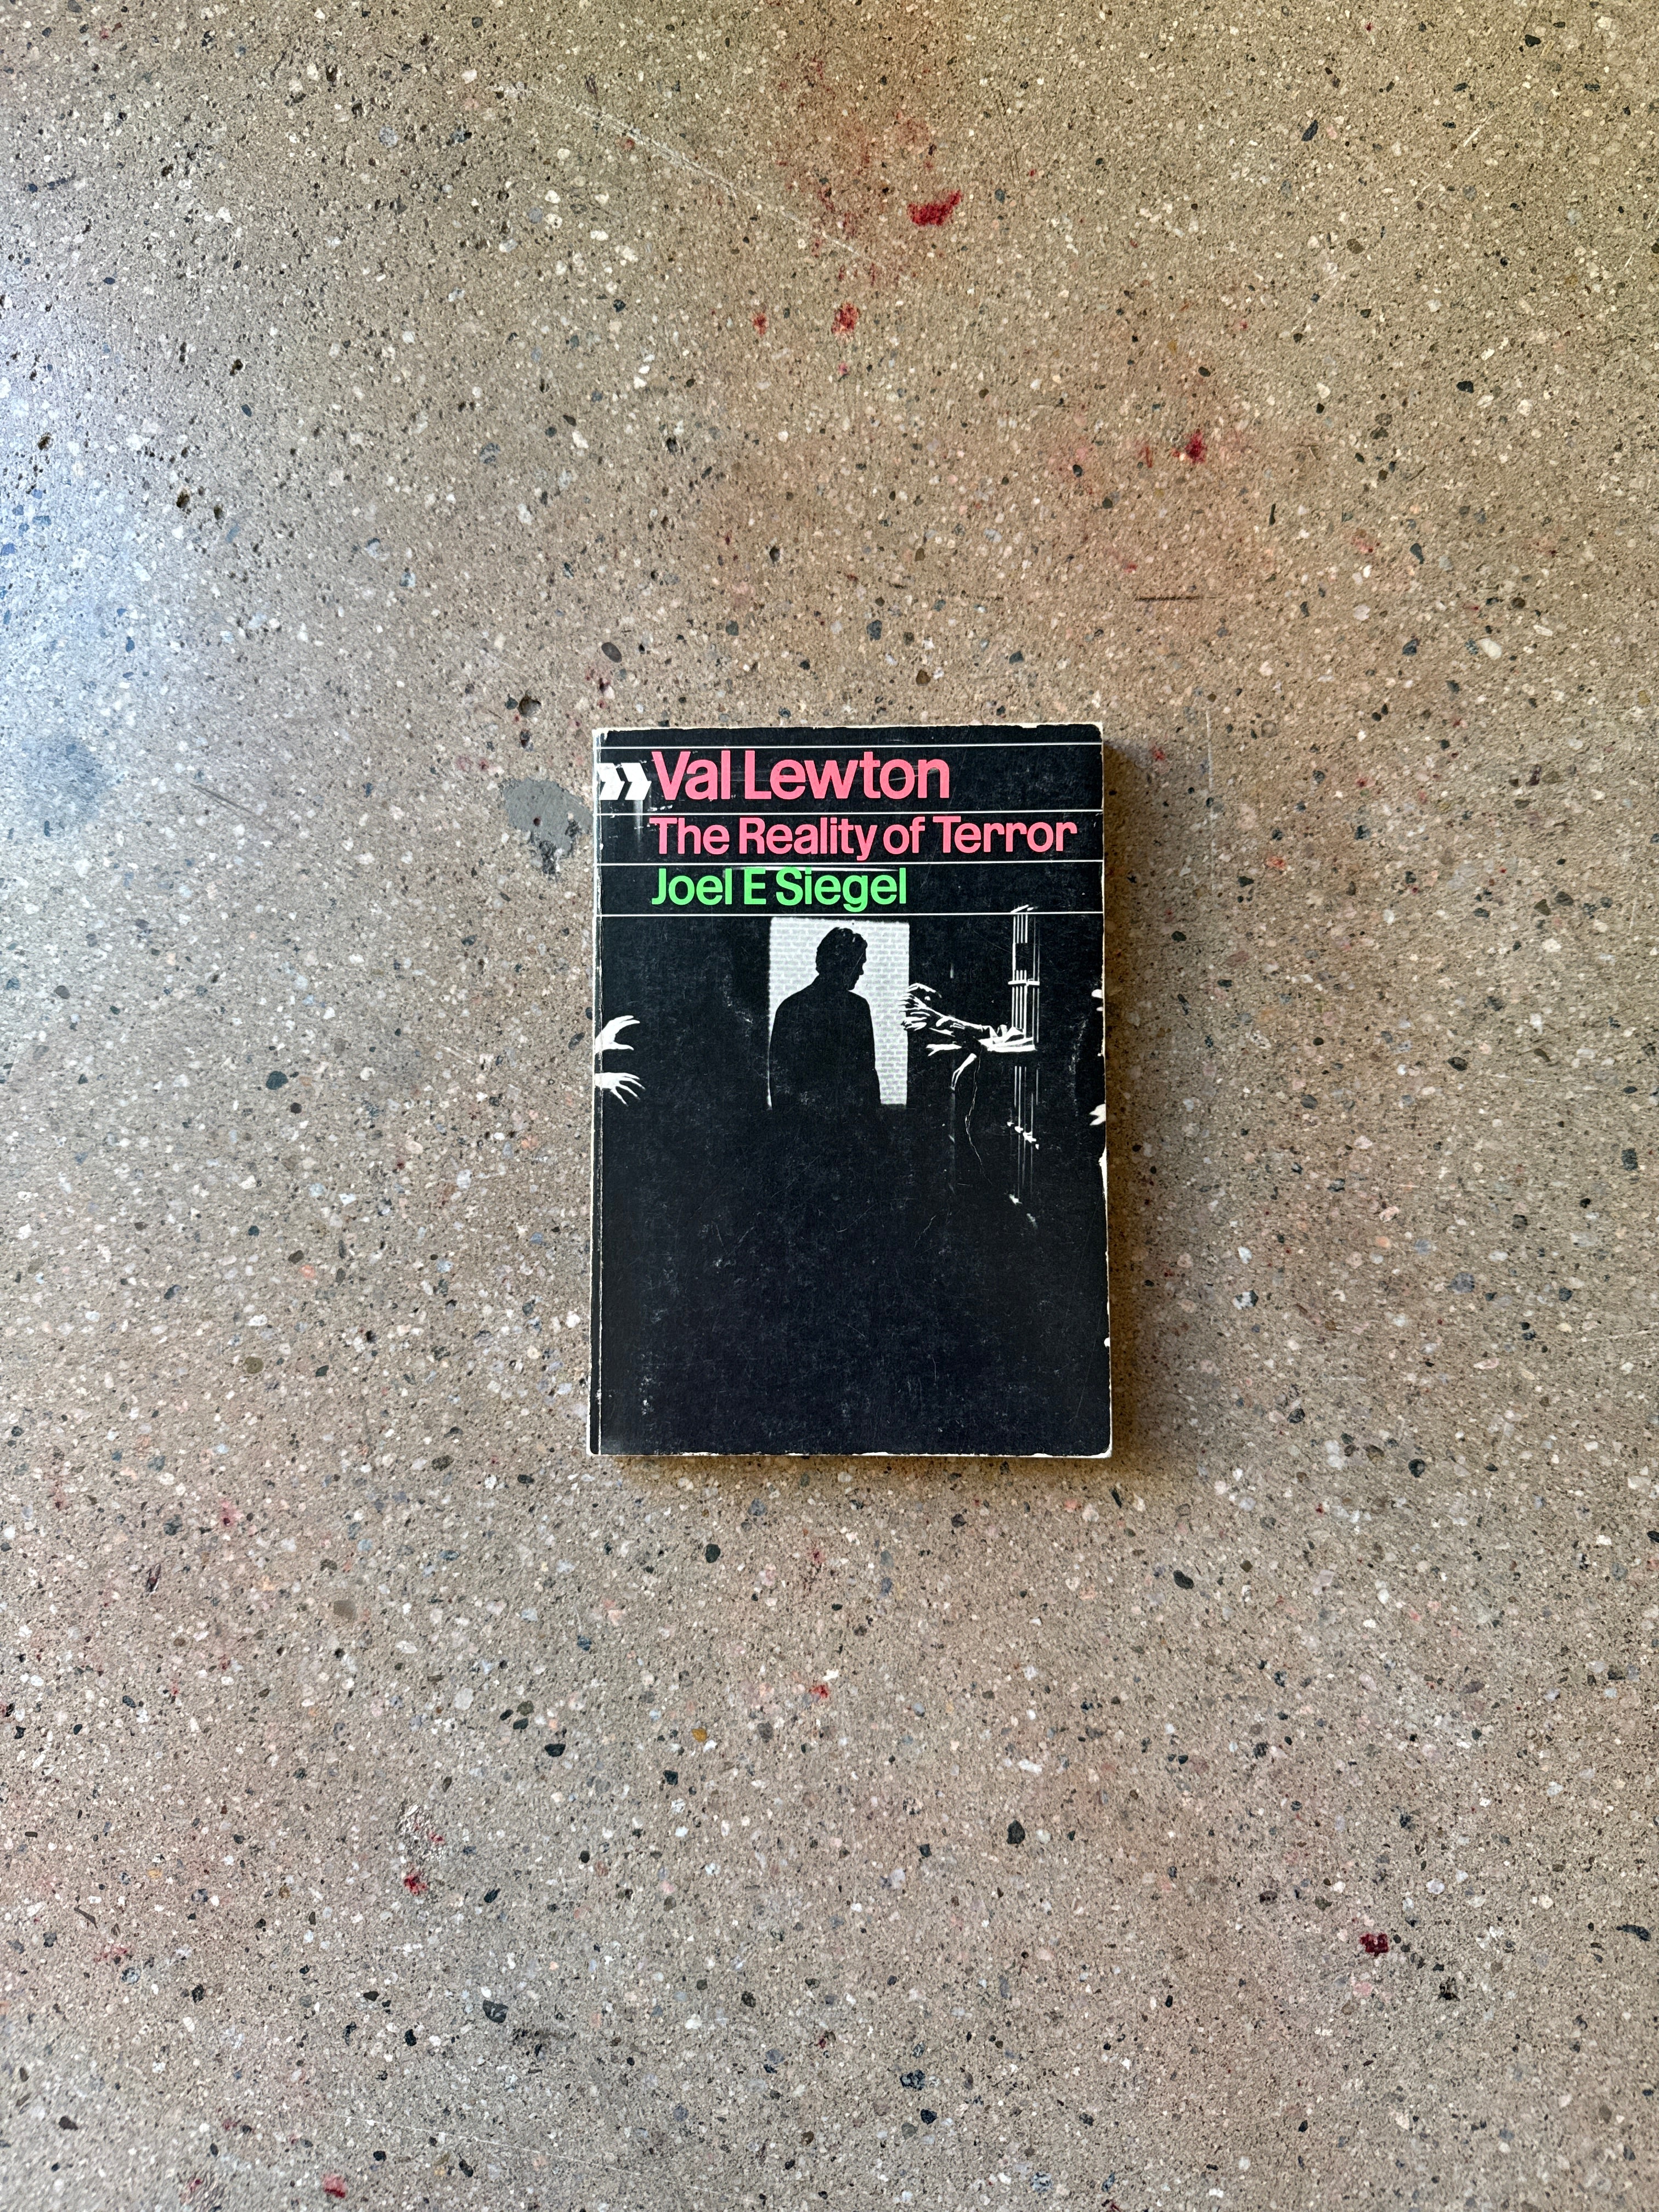 Val Lewton
The Reality of Terror
Joel E Siegel